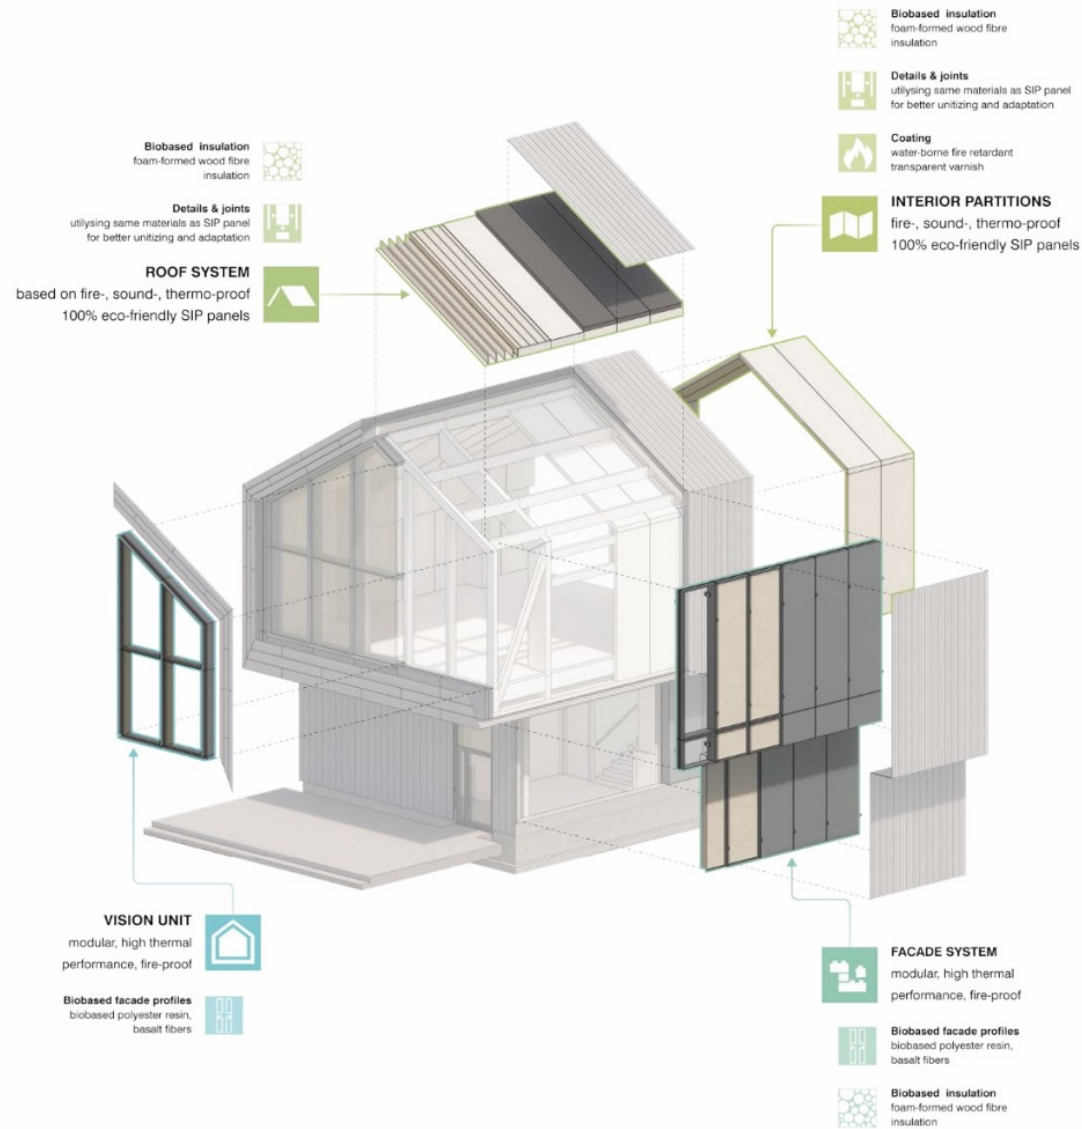 Biobased insulation
foam-formed wood fibre
insulation
Details & joints
utilysing same materials as SIP panel
for better unitizing and adaptation
Coating
water-borne fire retardant
transparent varnish
INTERIOR PARTITIONS
fire-, sound-, thermo-proof
100% eco-friendly SIP panels
Biobased insulation
foam-formed wood fibre
insulation
Details & joints
utilysing same materials as SIP panel
for better unitizing and adaptation
ROOF SYSTEM
based on fire-, sound-, thermo-proof
100% eco-friendly SIP panels
VISION UNIT
modular, high thermal
performance, fire-proof
Biobased facade profiles
biobased polyester resin,
basalt fibers
FACADE SYSTEM
modular, high thermal
performance, fire-proof
Biobased facade profiles
biobased polyester resin,
basalt fibers
Biobased insulation
foam-formed wood fibre
insulation